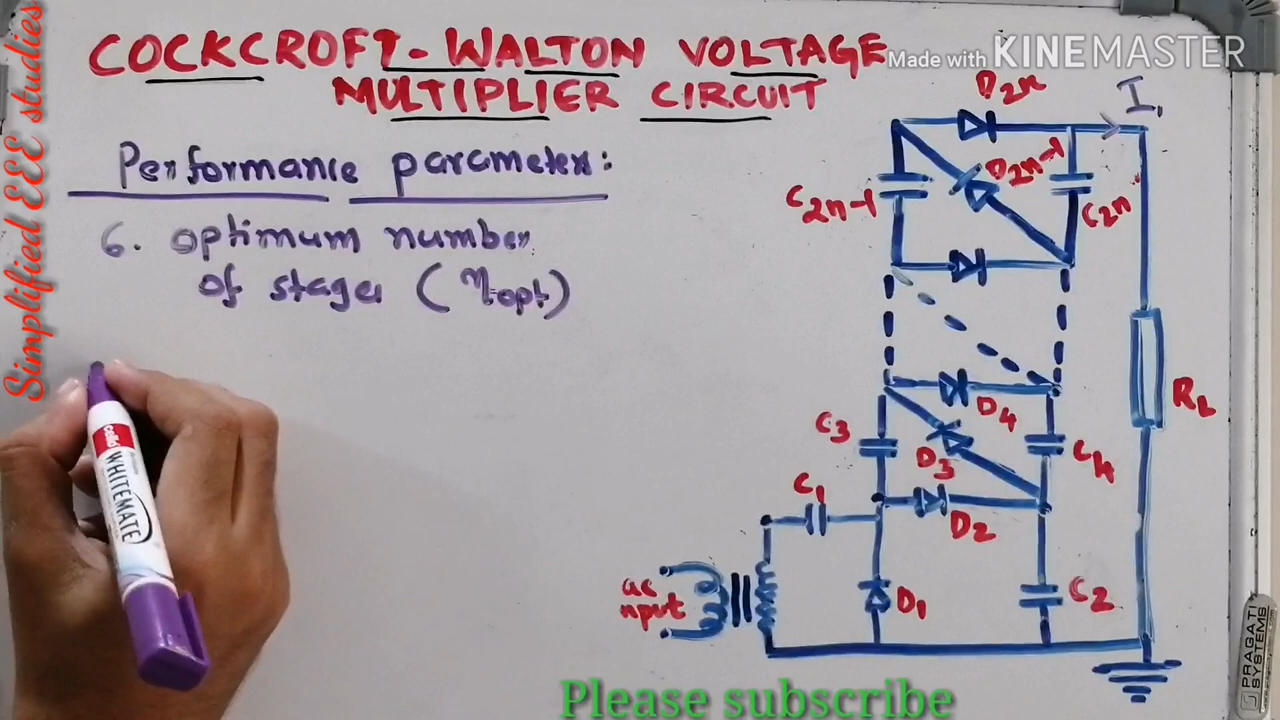 COCKCROFT-WALTON VOLTAGE
MULTIPLIER CIRCUIT
Made with KINEMASTER
Simplified EEE studies
Performance parameters:
6. optimum number
of stages (ηopt)
I1
D2n
D2n-1
C2n-1
C2n
D4
C3
D3
C4
RL
C1
D2
ac
input
D1
C2
cello
WHITEMATE
PRAGATI
SYSTEMS
Please subscribe